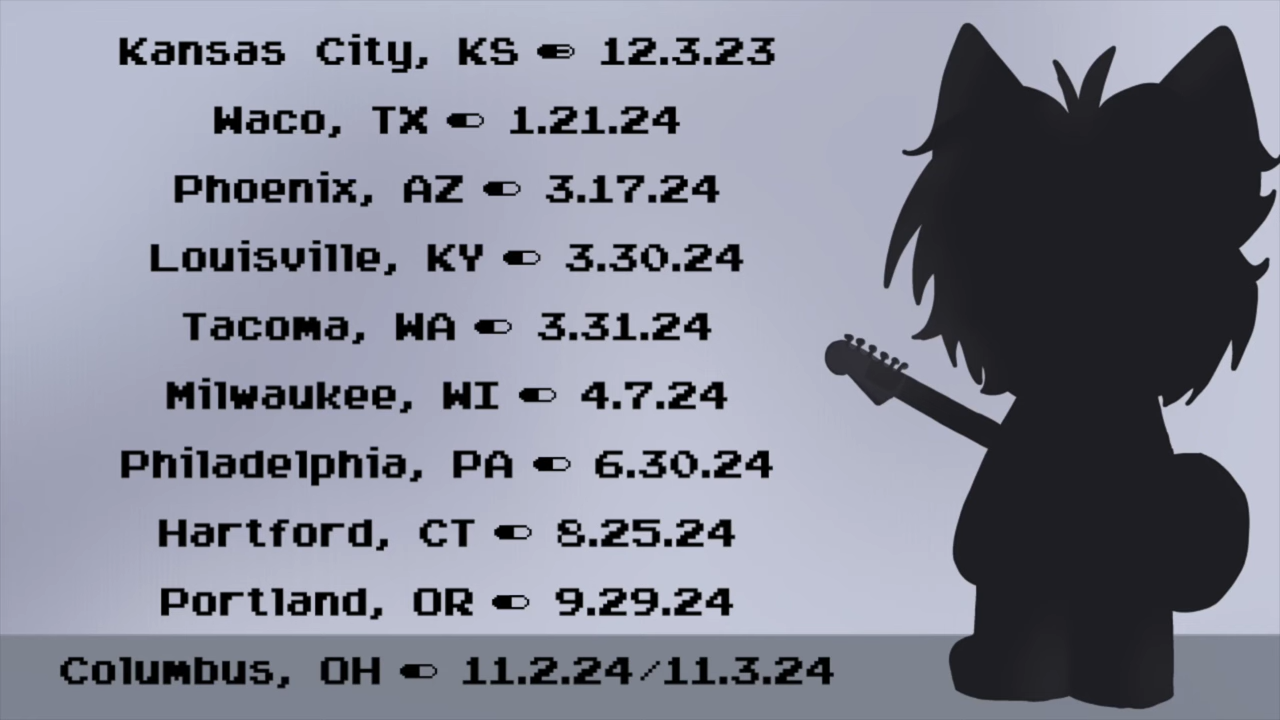 Kansas City, KS 12.3.23
Waco, TX 1.21.24
Phoenix, AZ 3.17.24
Louisville, KY 3.30.24
Tacoma, WA 3.31.24
Milwaukee, WI 4.7.24
Philadelphia, PA 6.30.24
Hartford, CT 8.25.24
Portland, OR 9.29.24
Columbus, OH 11.2.24/11.3.24